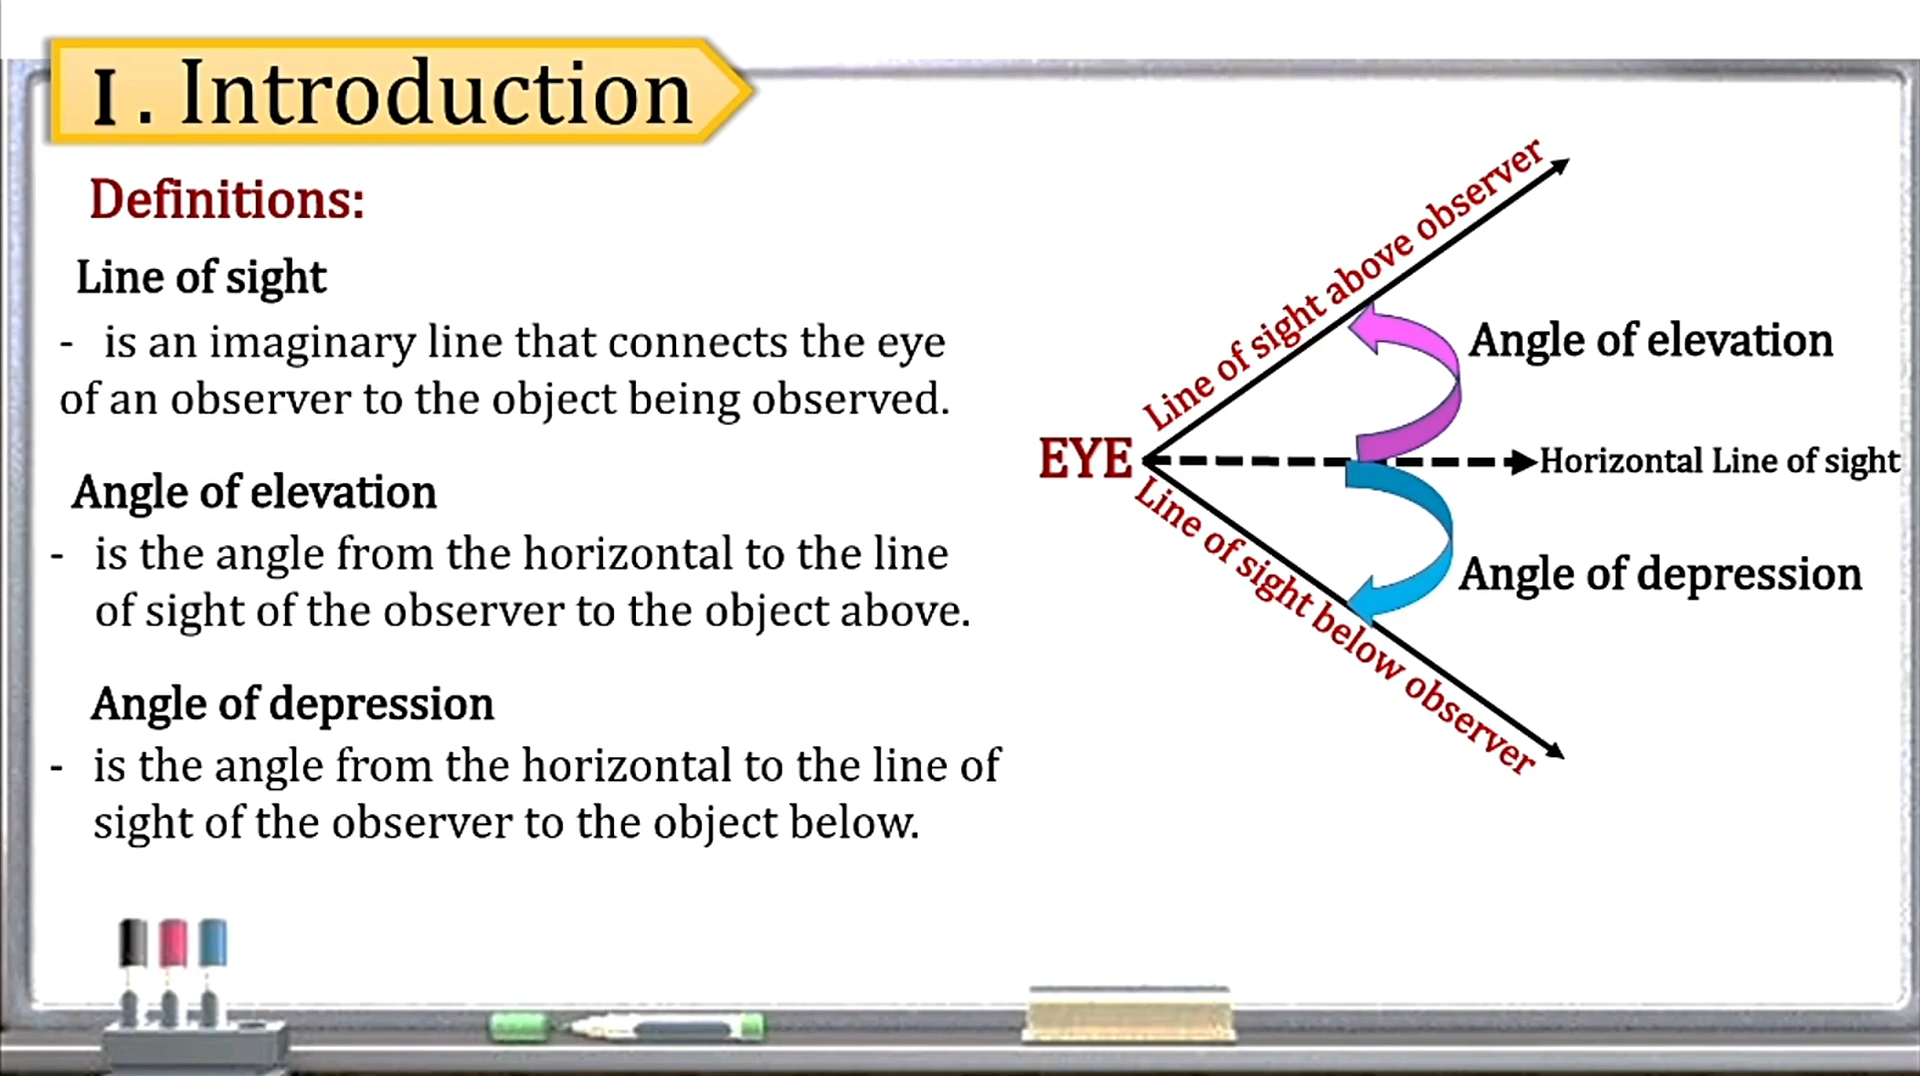 I . Introduction
Definitions:
Line of sight
- is an imaginary line that connects the eye
of an observer to the object being observed.
Angle of elevation
- is the angle from the horizontal to the line
of sight of the observer to the object above.
Angle of depression
- is the angle from the horizontal to the line of
sight of the observer to the object below.
Line of sight above observer
Angle of elevation
EYE
Horizontal Line of sight
Line of sight below observer
Angle of depression